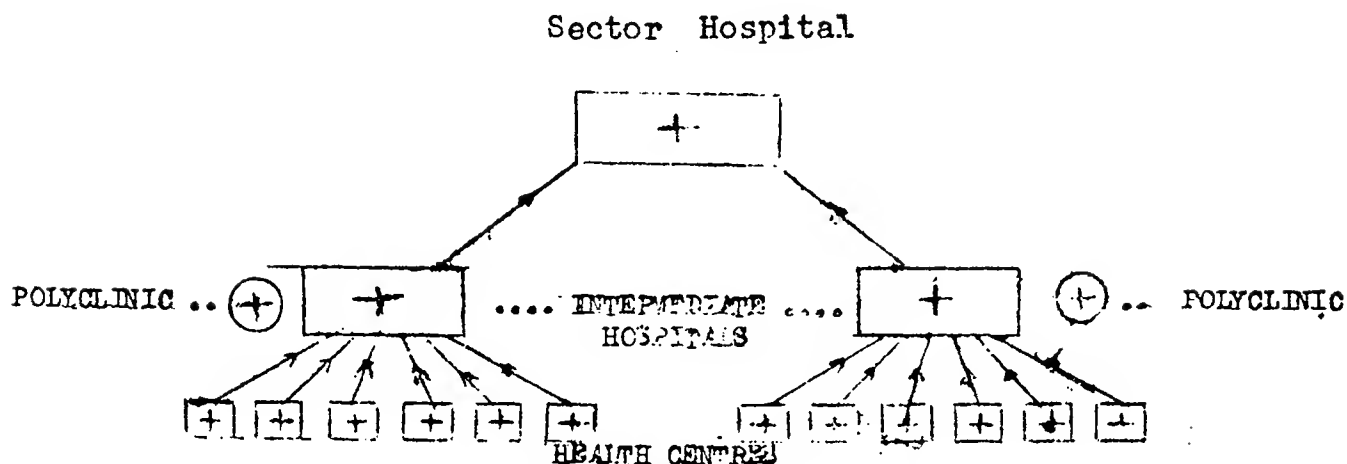 Sector Hospital
POLYCLINIC .. .... INTERMEDIATE .... .. POLYCLINIC
HOSPITALS
HEALTH CENTRES